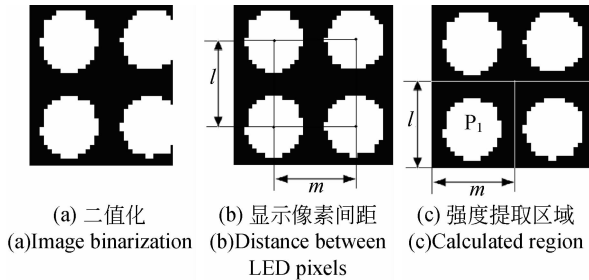 l
m
l
P1
m
(a) 二值化
(a)Image binarization
(b) 显示像素间距
(b)Distance between
LED pixels
(c) 强度提取区域
(c)Calculated region